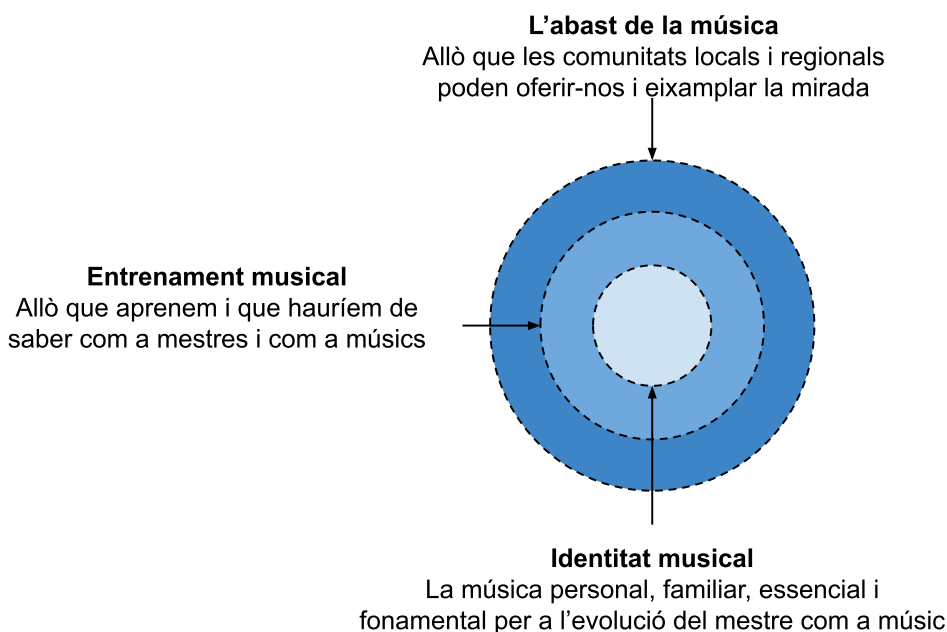 L’abast de la música
Allò que les comunitats locals i regionals
poden oferir-nos i eixamplar la mirada
Entrenament musical
Allò que aprenem i que hauríem de
saber com a mestres i com a músics
Identitat musical
La música personal, familiar, essencial i
fonamental per a l’evolució del mestre com a músic